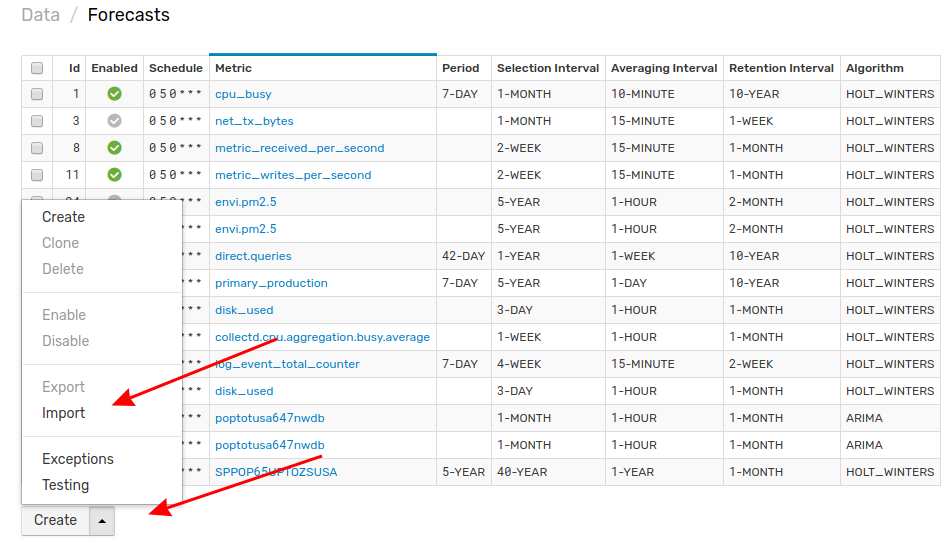 Data / Forecasts
Id Enabled Schedule Metric Period Selection Interval Averaging Interval Retention Interval Algorithm
1 0 5 0 * * * cpu_busy 7-DAY 1-MONTH 10-MINUTE 10-YEAR HOLT_WINTERS
3 0 5 0 * * * net_tx_bytes 1-MONTH 15-MINUTE 1-WEEK HOLT_WINTERS
8 0 5 0 * * * metric_received_per_second 2-WEEK 15-MINUTE 1-MONTH HOLT_WINTERS
11 0 5 0 * * * metric_writes_per_second 2-WEEK 15-MINUTE 1-MONTH HOLT_WINTERS
* * * envi.pm2.5 5-YEAR 1-HOUR 2-MONTH HOLT_WINTERS
* * envi.pm2.5 5-YEAR 1-HOUR 2-MONTH HOLT_WINTERS
* * direct.queries 42-DAY 1-YEAR 1-WEEK 10-YEAR HOLT_WINTERS
* * primary_production 7-DAY 5-YEAR 1-DAY 10-YEAR HOLT_WINTERS
* * disk_used 3-DAY 1-HOUR 1-MONTH HOLT_WINTERS
* * collectd.cpu.aggregation.busy.average 1-WEEK 1-HOUR 1-MONTH HOLT_WINTERS
* * log_event_total_counter 7-DAY 4-WEEK 15-MINUTE 2-WEEK HOLT_WINTERS
* * disk_used 3-DAY 1-HOUR 1-MONTH HOLT_WINTERS
* * poptotusa647nwdb 1-MONTH 1-HOUR 1-MONTH ARIMA
* * poptotusa647nwdb 1-MONTH 1-HOUR 1-MONTH ARIMA
* * SPPOP65UPTOZSUSA 5-YEAR 40-YEAR 1-YEAR 1-MONTH HOLT_WINTERS
Create
Clone
Delete
Enable
Disable
Export
Import
Exceptions
Testing
Create